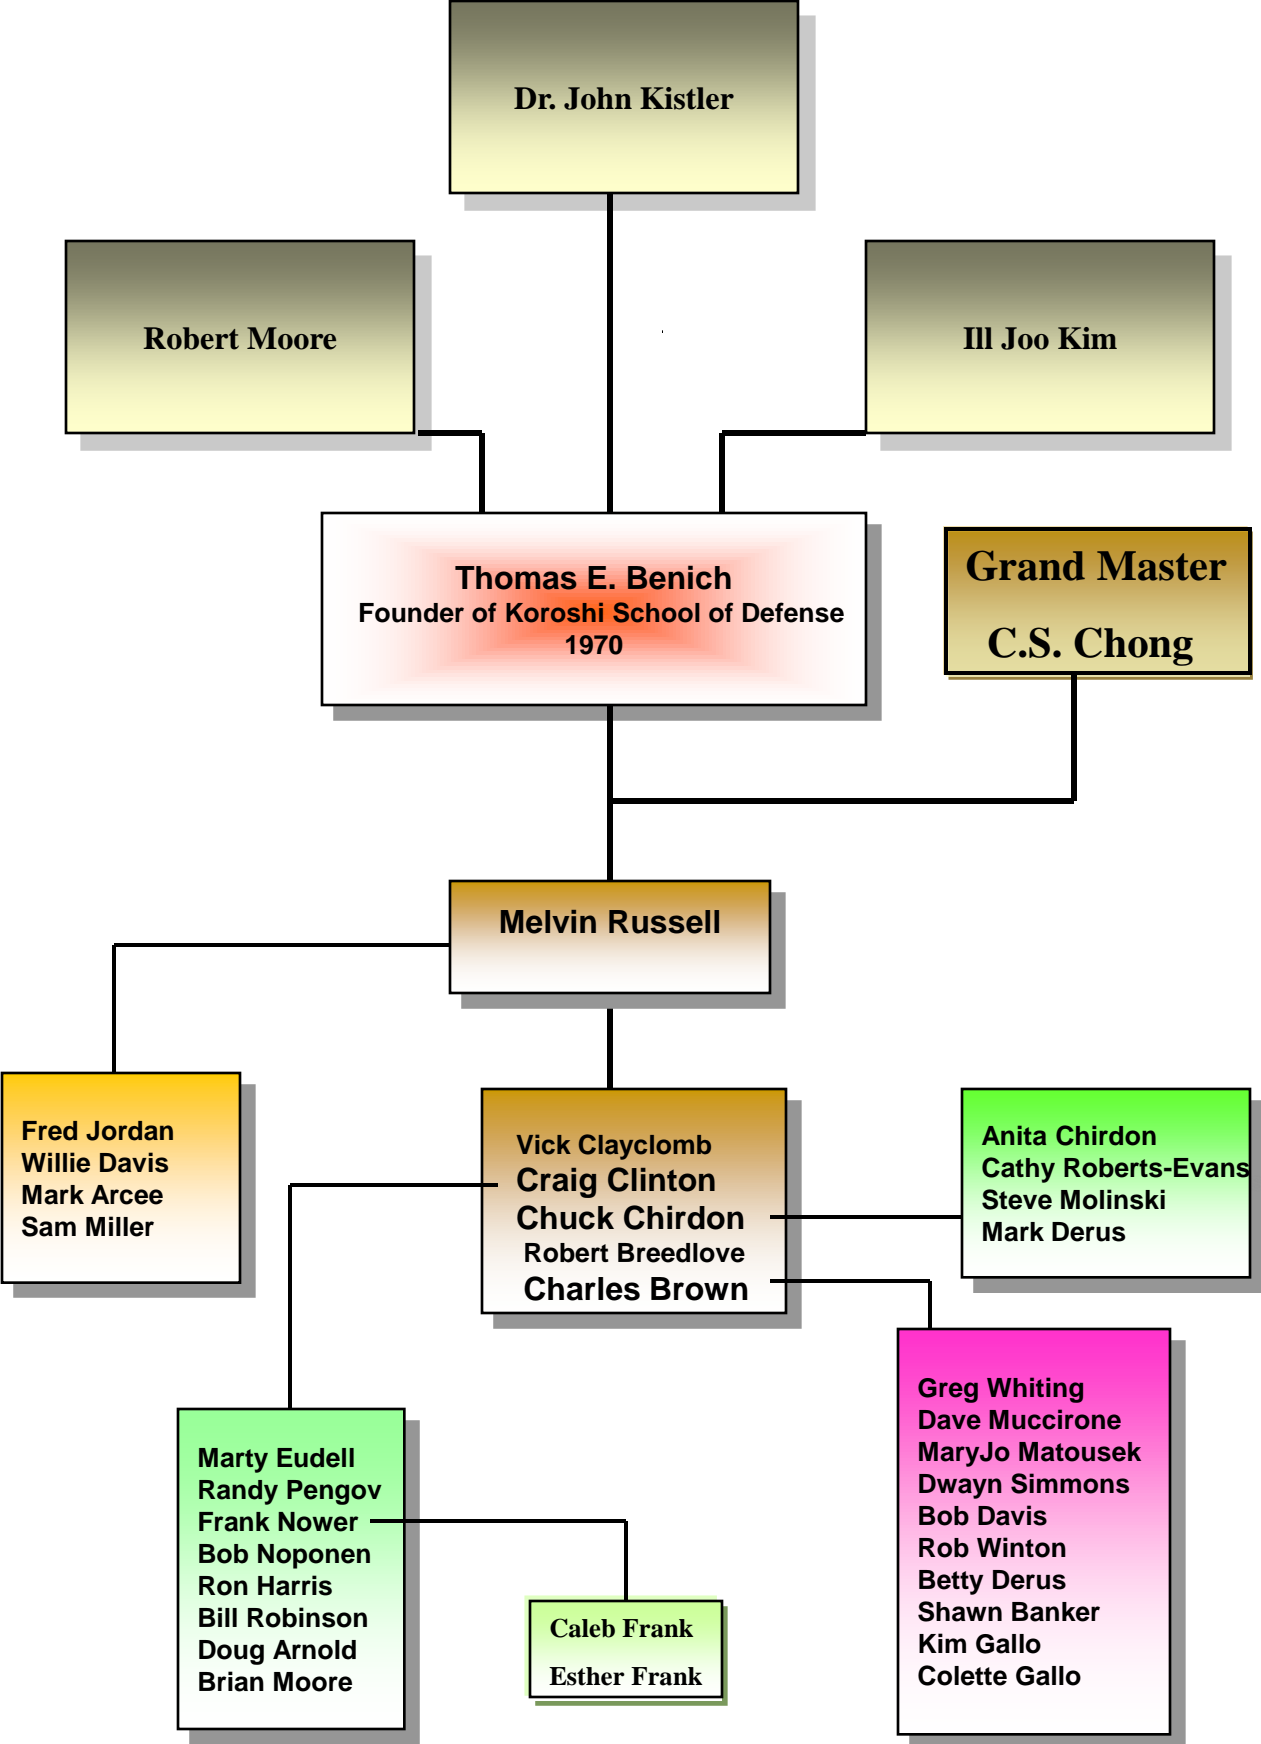 Dr. John Kistler
Robert Moore
Ill Joo Kim
Thomas E. Benich
Founder of Koroshi School of Defense
1970
Grand Master
C.S. Chong
Melvin Russell
Fred Jordan
Willie Davis
Mark Arcee
Sam Miller
Vick Clayclomb
Craig Clinton
Chuck Chirdon
Robert Breedlove
Charles Brown
Anita Chirdon
Cathy Roberts-Evans
Steve Molinski
Mark Derus
Marty Eudell
Randy Pengov
Frank Nower
Bob Noponen
Ron Harris
Bill Robinson
Doug Arnold
Brian Moore
Caleb Frank
Esther Frank
Greg Whiting
Dave Muccirone
MaryJo Matousek
Dwayn Simmons
Bob Davis
Rob Winton
Betty Derus
Shawn Banker
Kim Gallo
Colette Gallo